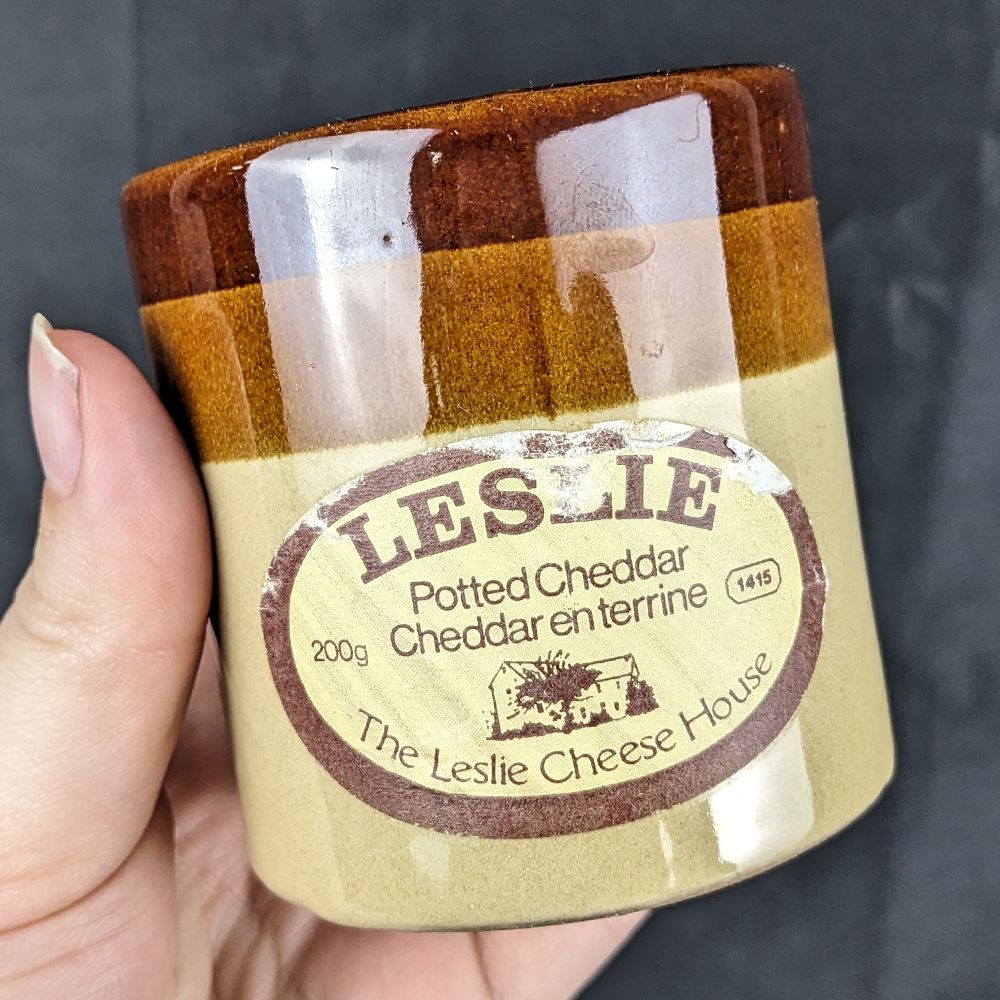 LESLIE
Potted Cheddar
Cheddar en terrine
1415
200g
The Leslie Cheese House